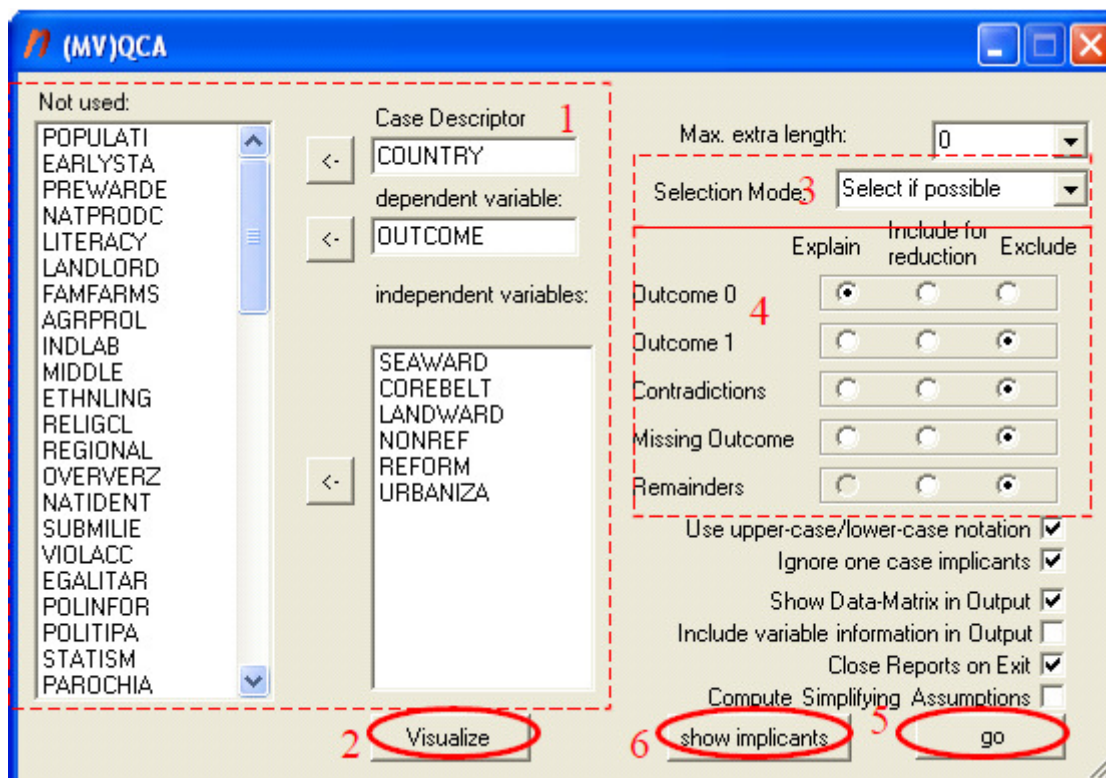 (MV)QCA
Not used:
POPULATI
EARLYSTA
PREWARDE
NATPRODC
LITERACY
LANDLORD
FAMFARMS
AGRPROL
INDLAB
MIDDLE
ETHNLING
RELIGCL
REGIONAL
OVERVERZ
NATIDENT
SUBMILIE
VIOLACC
EGALITAR
POLINFOR
POLITIPA
STATISM
PAROCHIA
Case Descriptor 1
<- COUNTRY
dependent variable:
<- OUTCOME
independent variables:
SEAWARD
COREBELT
LANDWARD
NONREF
REFORM
URBANIZA
<-
Max. extra length: 0
Selection Mode: 3 Select if possible
Explain Include for reduction Exclude
Outcome 0
4
Outcome 1
Contradictions
Missing Outcome
Remainders
Use upper-case/lower-case notation
Ignore one case implicants
Show Data-Matrix in Output
Include variable information in Output
Close Reports on Exit
Compute Simplifying Assumptions
2 Visualize
6 show implicants
5 go